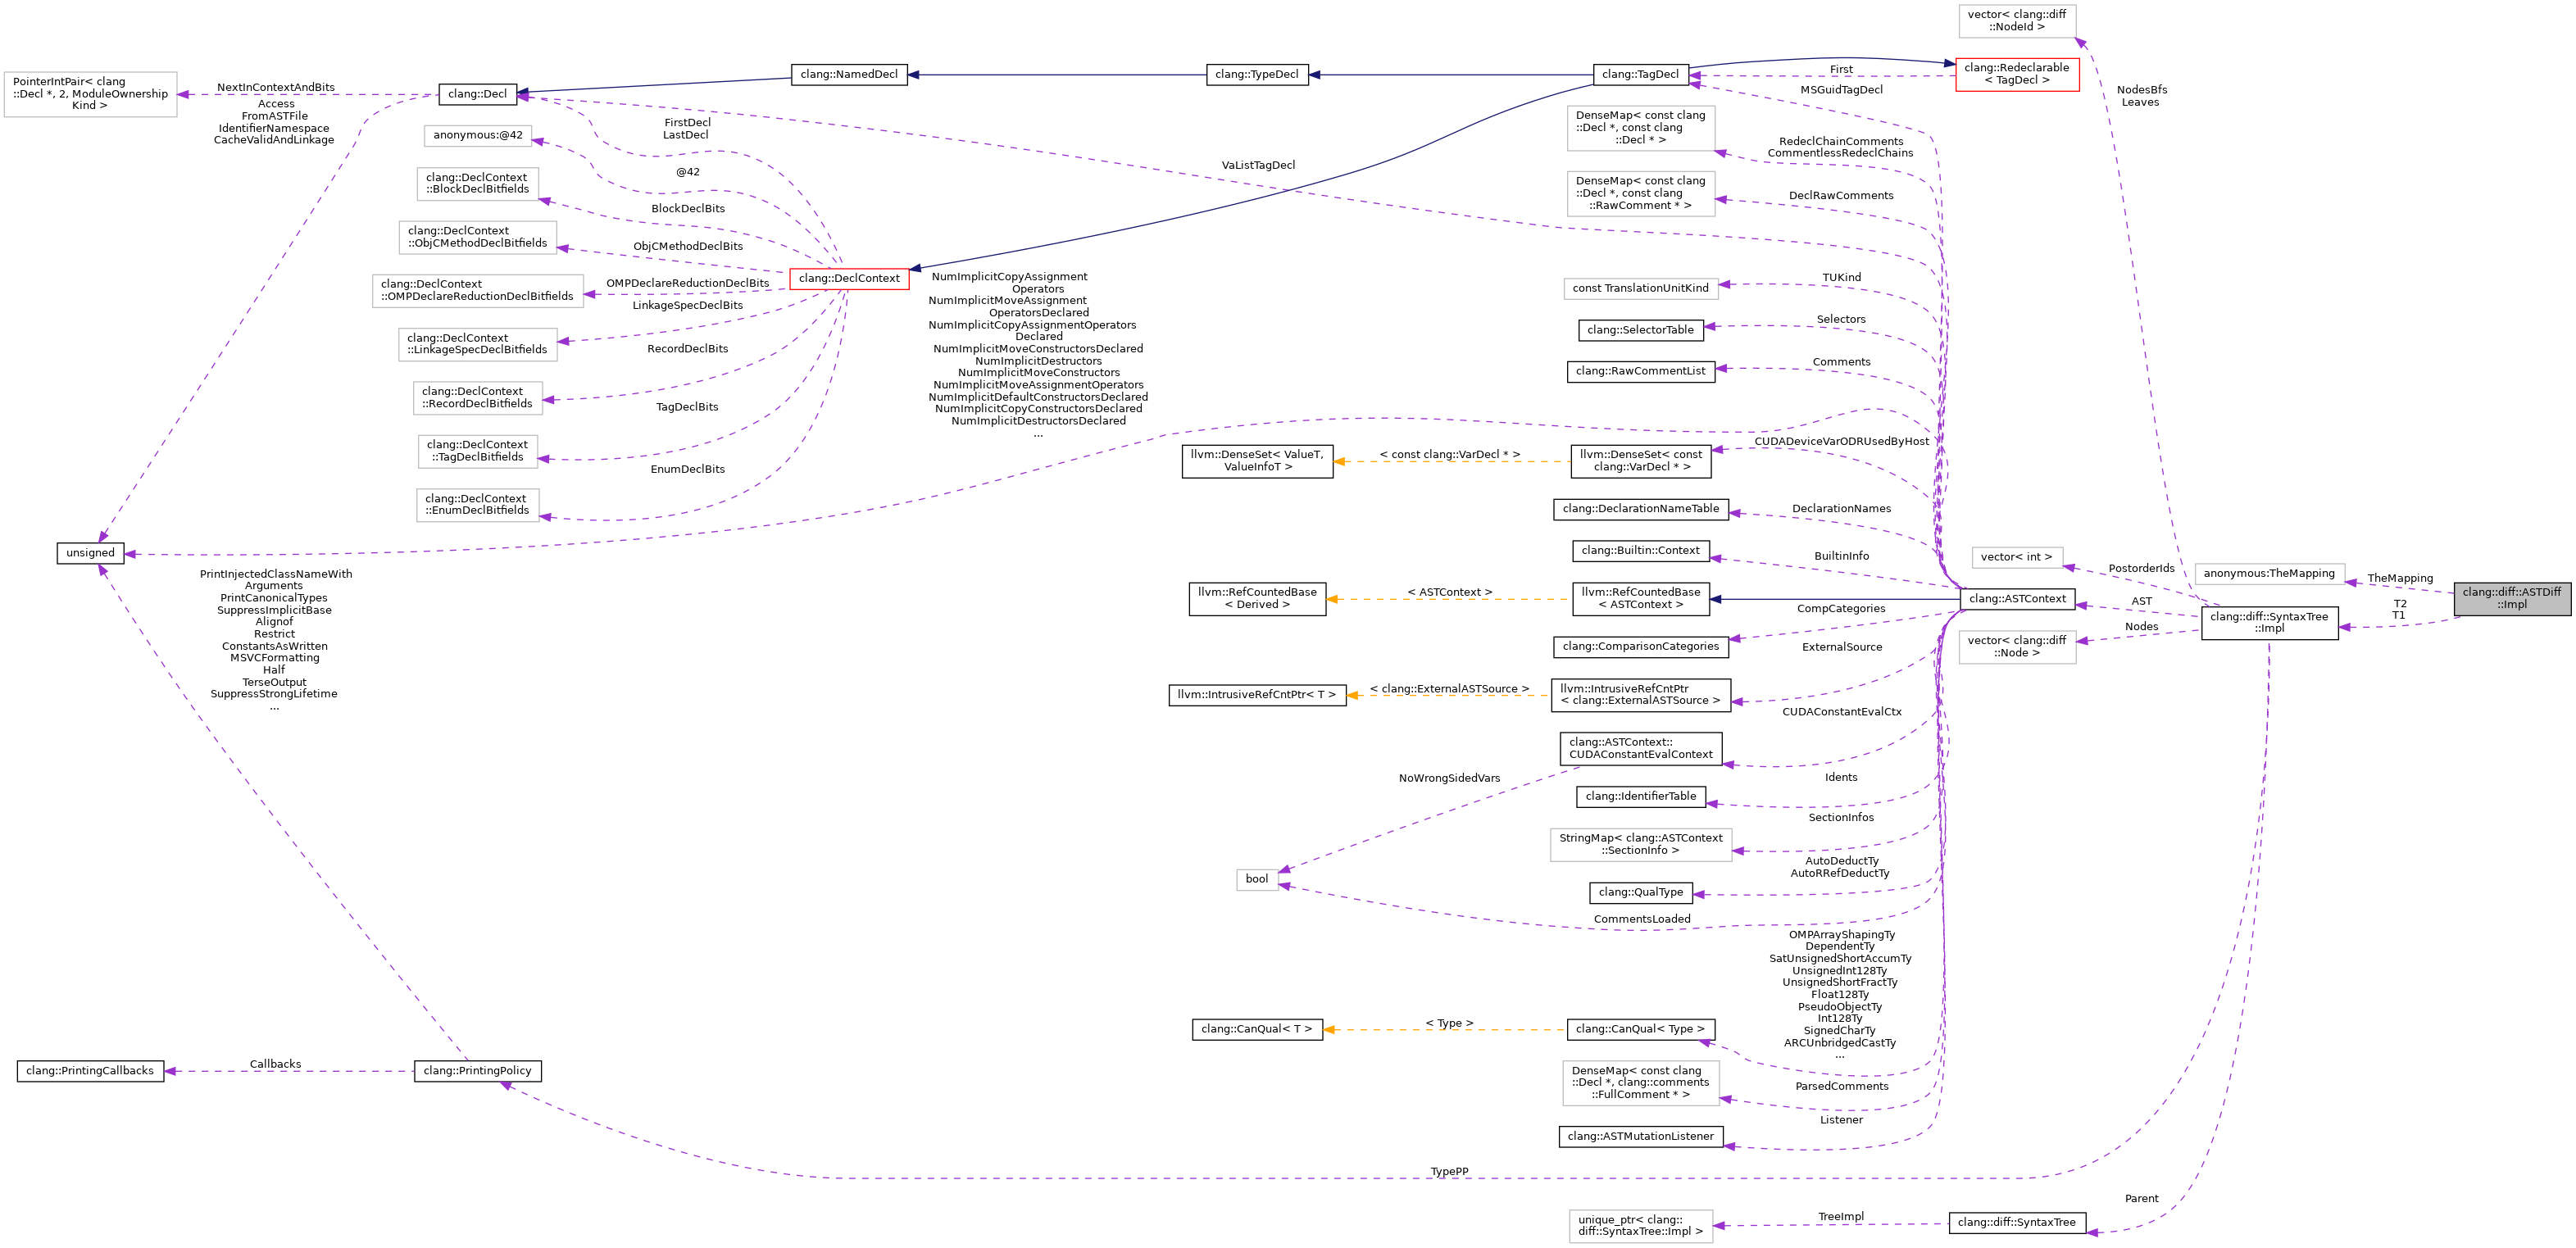 vector< clang::diff
::NodeId >
PointerIntPair< clang
::Decl *, 2, ModuleOwnership
Kind >
NextInContextAndBits
Access
FromASTFile
IdentifierNamespace
CacheValidAndLinkage
clang::Decl
clang::NamedDecl
clang::TypeDecl
clang::TagDecl
First
clang::Redeclarable
< TagDecl >
MSGuidTagDecl
NodesBfs
Leaves
anonymous:@42
FirstDecl
LastDecl
@42
VaListTagDecl
DenseMap< const clang
::Decl *, const clang
::Decl * >
RedeclChainComments
CommentlessRedeclChains
clang::DeclContext
::BlockDeclBitfields
BlockDeclBits
DenseMap< const clang
::Decl *, const clang
::RawComment * >
DeclRawComments
clang::DeclContext
::ObjCMethodDeclBitfields
ObjCMethodDeclBits
clang::DeclContext
::OMPDeclareReductionDeclBitfields
OMPDeclareReductionDeclBits
clang::DeclContext
LinkageSpecDeclBits
clang::DeclContext
::LinkageSpecDeclBitfields
RecordDeclBits
clang::DeclContext
::RecordDeclBitfields
TagDeclBits
clang::DeclContext
::TagDeclBitfields
EnumDeclBits
clang::DeclContext
::EnumDeclBitfields
NumImplicitCopyAssignment
Operators
NumImplicitMoveAssignment
OperatorsDeclared
NumImplicitCopyAssignmentOperators
Declared
NumImplicitMoveConstructorsDeclared
NumImplicitDestructors
NumImplicitMoveConstructors
NumImplicitMoveAssignmentOperators
NumImplicitDefaultConstructorsDeclared
NumImplicitCopyConstructorsDeclared
NumImplicitDestructorsDeclared
...
const TranslationUnitKind
TUKind
clang::SelectorTable
Selectors
clang::RawCommentList
Comments
llvm::DenseSet< ValueT,
ValueInfoT >
< const clang::VarDecl * >
llvm::DenseSet< const
clang::VarDecl * >
CUDADeviceVarODRUsedByHost
clang::DeclarationNameTable
DeclarationNames
clang::Builtin::Context
BuiltinInfo
unsigned
PrintInjectedClassNameWith
Arguments
PrintCanonicalTypes
SuppressImplicitBase
Alignof
Restrict
ConstantsAsWritten
MSVCFormatting
Half
TerseOutput
SuppressStrongLifetime
...
llvm::RefCountedBase
< Derived >
< ASTContext >
llvm::RefCountedBase
< ASTContext >
clang::ASTContext
vector< int >
PostorderIds
anonymous:TheMapping
TheMapping
clang::diff::ASTDiff
::Impl
AST
clang::diff::SyntaxTree
::Impl
T2
T1
vector< clang::diff
::Node >
Nodes
CompCategories
clang::ComparisonCategories
ExternalSource
llvm::IntrusiveRefCntPtr< T >
< clang::ExternalASTSource >
llvm::IntrusiveRefCntPtr
< clang::ExternalASTSource >
CUDAConstantEvalCtx
clang::ASTContext::
CUDAConstantEvalContext
NoWrongSidedVars
Idents
clang::IdentifierTable
SectionInfos
StringMap< clang::ASTContext
::SectionInfo >
bool
AutoDeductTy
AutoRRefDeductTy
clang::QualType
CommentsLoaded
OMPArrayShapingTy
DependentTy
SatUnsignedShortAccumTy
UnsignedInt128Ty
UnsignedShortFractTy
Float128Ty
PseudoObjectTy
Int128Ty
SignedCharTy
ARCUnbridgedCastTy
...
clang::CanQual< T >
< Type >
clang::CanQual< Type >
clang::PrintingCallbacks
Callbacks
clang::PrintingPolicy
DenseMap< const clang
::Decl *, clang::comments
::FullComment * >
ParsedComments
Listener
clang::ASTMutationListener
TypePP
Parent
unique_ptr< clang::
diff::SyntaxTree::Impl >
TreeImpl
clang::diff::SyntaxTree